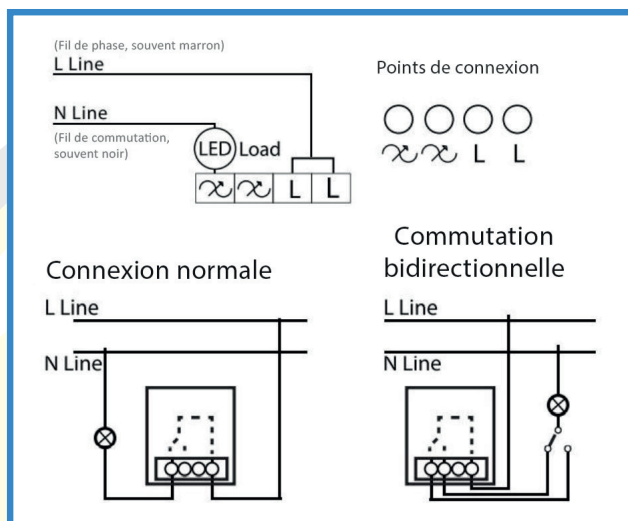 (Fil de phase, souvent marron)
L Line
N Line
(Fil de commutation,
souvent noir)
LED Load
L L
Points de connexion
L L
Connexion normale
L Line
N Line
Commutation
bidirectionnelle
L Line
N Line